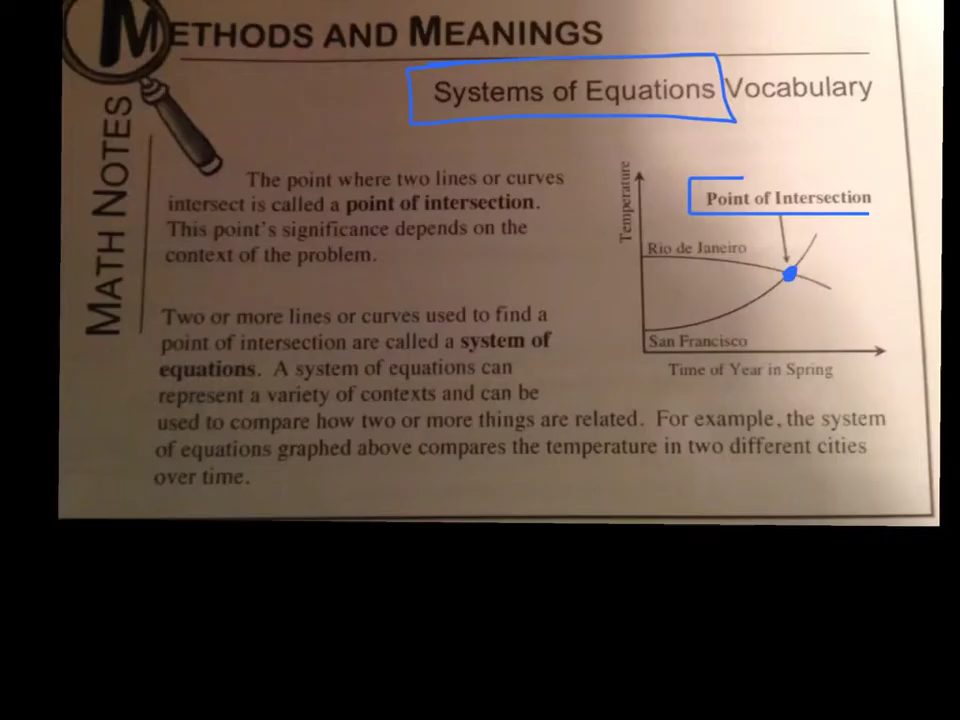 METHODS AND MEANINGS
MATH NOTES
Systems of Equations Vocabulary
The point where two lines or curves
intersect is called a point of intersection.
This point's significance depends on the
context of the problem.
Temperature
Point of Intersection
Rio de Janeiro
San Francisco
Time of Year in Spring
Two or more lines or curves used to find a
point of intersection are called a system of
equations. A system of equations can
represent a variety of contexts and can be
used to compare how two or more things are related. For example, the system
of equations graphed above compares the temperature in two different cities
over time.